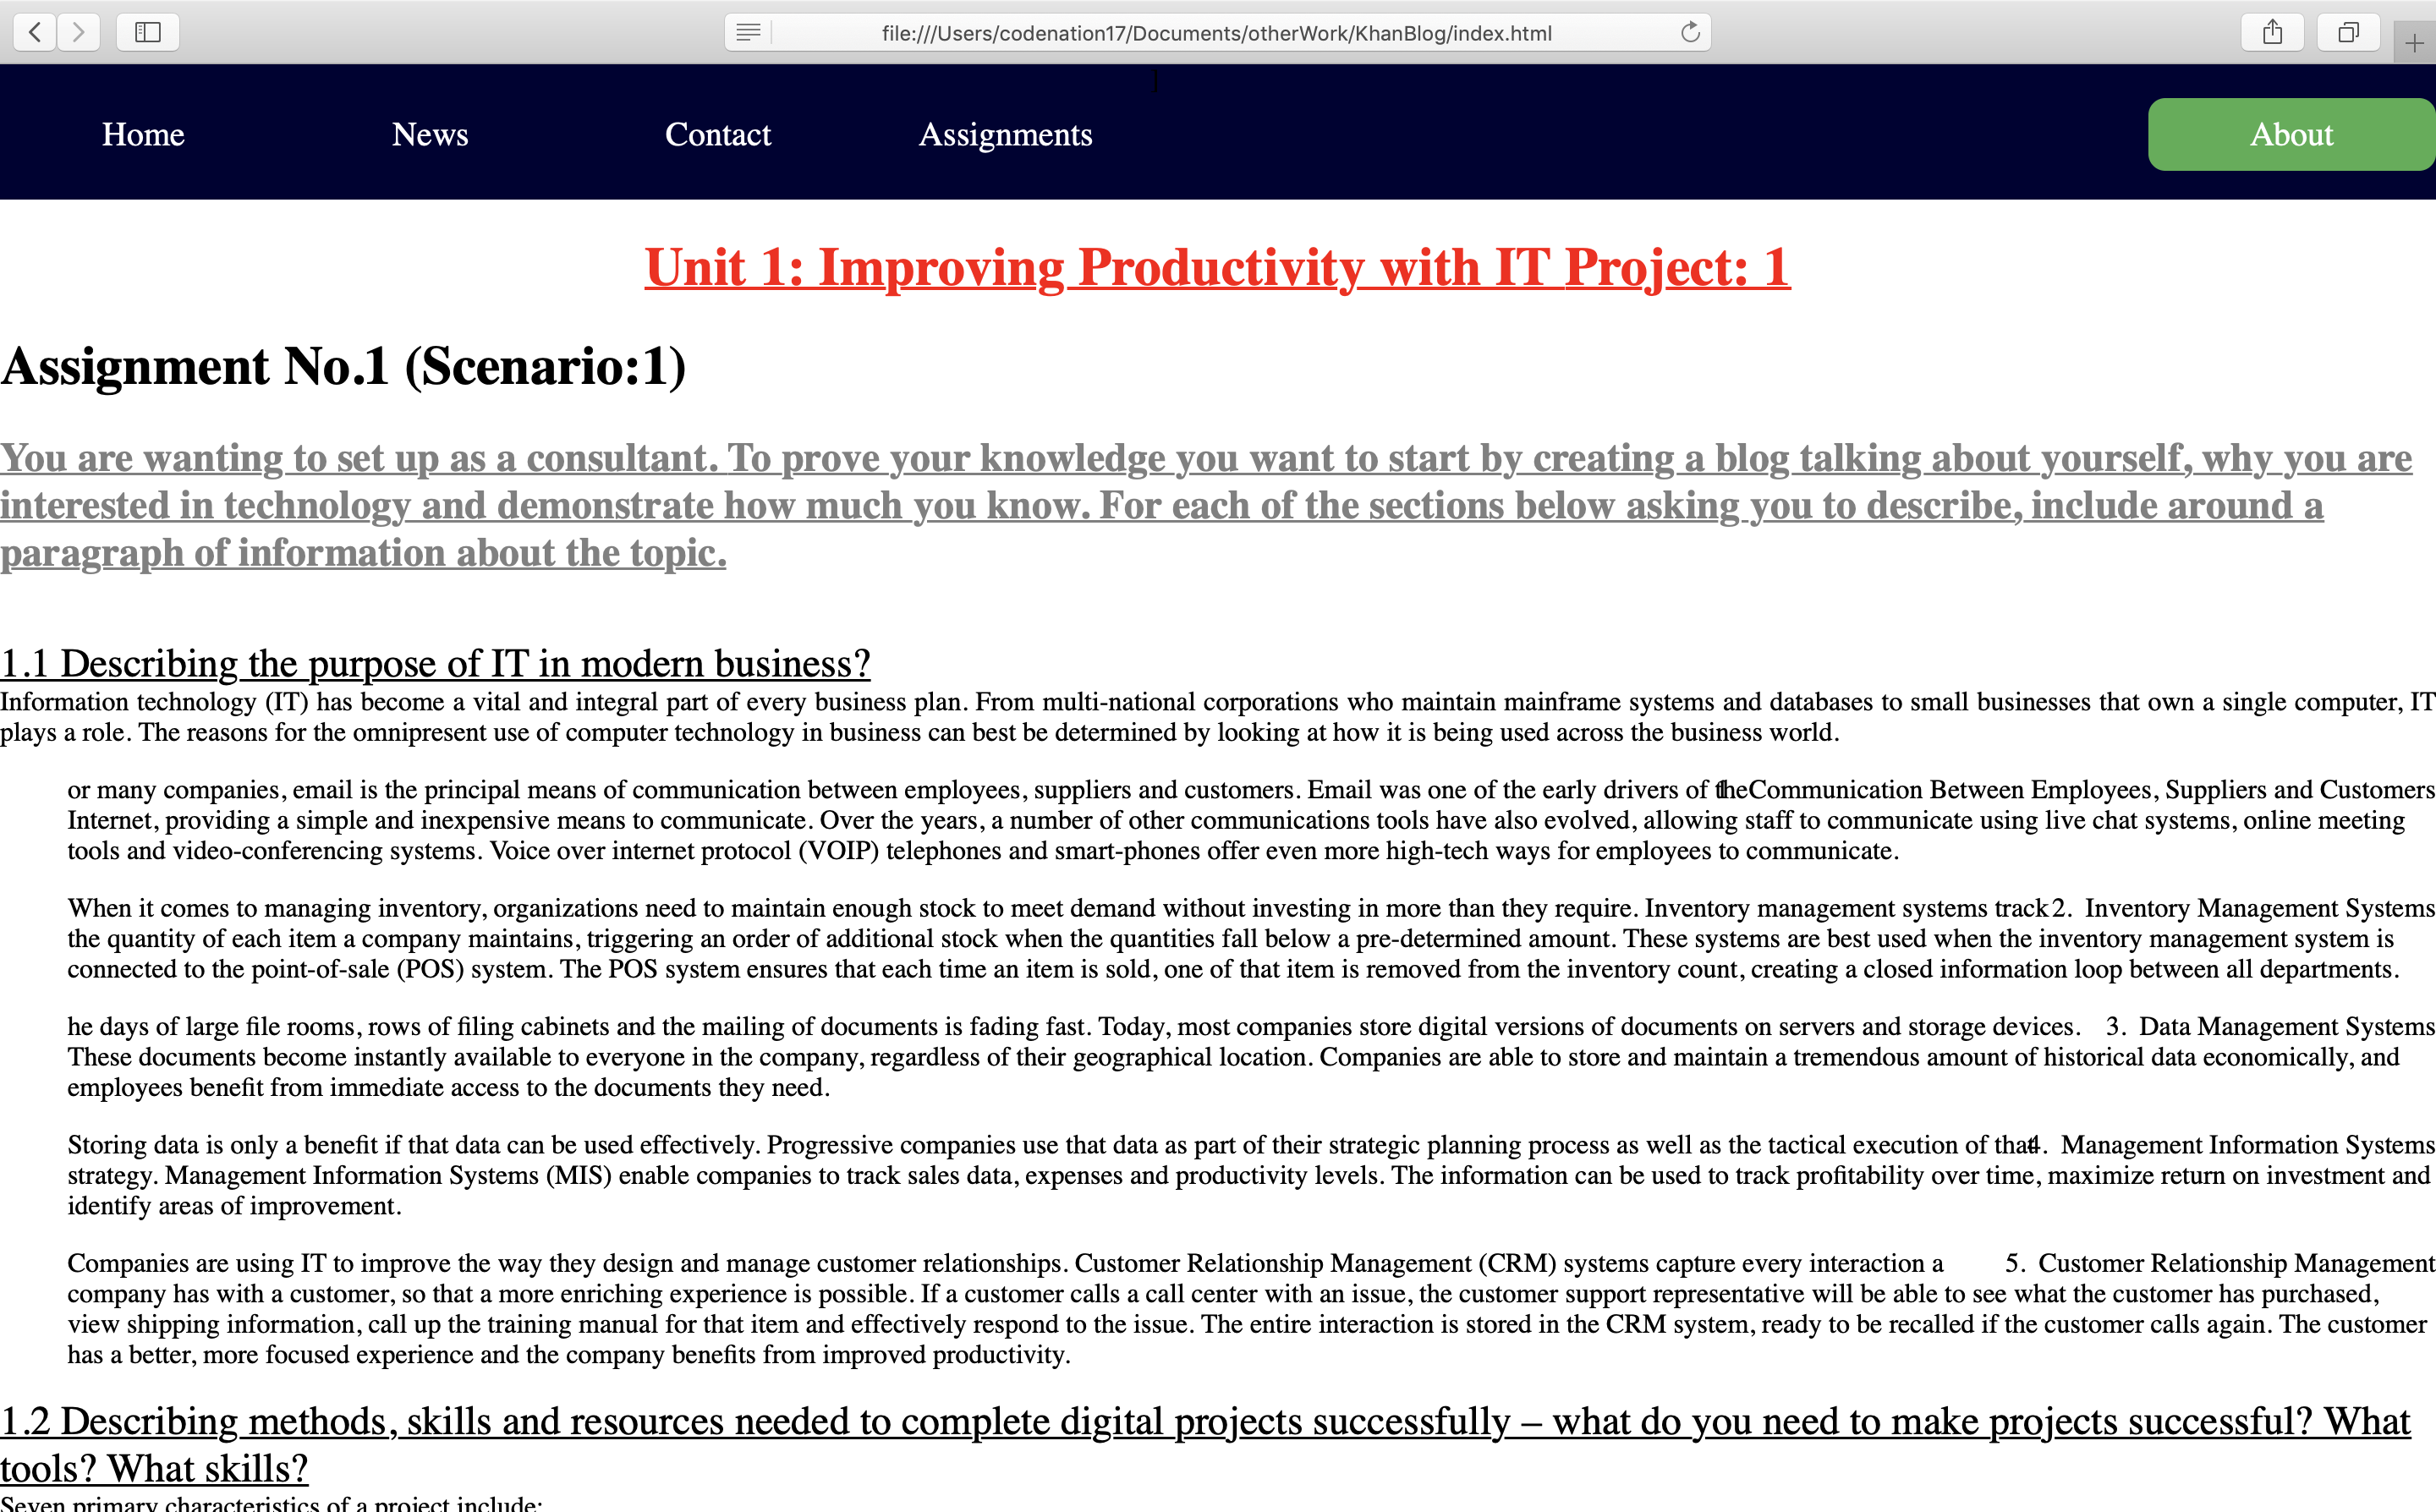 file:///Users/codenation17/Documents/otherWork/KhanBlog/index.html
Home News Contact Assignments About
Unit 1: Improving Productivity with IT Project: 1
Assignment No.1 (Scenario:1)
You are wanting to set up as a consultant. To prove your knowledge you want to start by creating a blog talking about yourself, why you are
interested in technology and demonstrate how much you know. For each of the sections below asking you to describe, include around a
paragraph of information about the topic.
1.1 Describing the purpose of IT in modern business?
Information technology (IT) has become a vital and integral part of every business plan. From multi-national corporations who maintain mainframe systems and databases to small businesses that own a single computer, IT
plays a role. The reasons for the omnipresent use of computer technology in business can best be determined by looking at how it is being used across the business world.
or many companies, email is the principal means of communication between employees, suppliers and customers. Email was one of the early drivers of the Communication Between Employees, Suppliers and Customers
Internet, providing a simple and inexpensive means to communicate. Over the years, a number of other communications tools have also evolved, allowing staff to communicate using live chat systems, online meeting
tools and video-conferencing systems. Voice over internet protocol (VOIP) telephones and smart-phones offer even more high-tech ways for employees to communicate.
When it comes to managing inventory, organizations need to maintain enough stock to meet demand without investing in more than they require. Inventory management systems track 2. Inventory Management Systems
the quantity of each item a company maintains, triggering an order of additional stock when the quantities fall below a pre-determined amount. These systems are best used when the inventory management system is
connected to the point-of-sale (POS) system. The POS system ensures that each time an item is sold, one of that item is removed from the inventory count, creating a closed information loop between all departments.
he days of large file rooms, rows of filing cabinets and the mailing of documents is fading fast. Today, most companies store digital versions of documents on servers and storage devices. 3. Data Management Systems
These documents become instantly available to everyone in the company, regardless of their geographical location. Companies are able to store and maintain a tremendous amount of historical data economically, and
employees benefit from immediate access to the documents they need.
Storing data is only a benefit if that data can be used effectively. Progressive companies use that data as part of their strategic planning process as well as the tactical execution of that 4. Management Information Systems
strategy. Management Information Systems (MIS) enable companies to track sales data, expenses and productivity levels. The information can be used to track profitability over time, maximize return on investment and
identify areas of improvement.
Companies are using IT to improve the way they design and manage customer relationships. Customer Relationship Management (CRM) systems capture every interaction a 5. Customer Relationship Management
company has with a customer, so that a more enriching experience is possible. If a customer calls a call center with an issue, the customer support representative will be able to see what the customer has purchased,
view shipping information, call up the training manual for that item and effectively respond to the issue. The entire interaction is stored in the CRM system, ready to be recalled if the customer calls again. The customer
has a better, more focused experience and the company benefits from improved productivity.
1.2 Describing methods, skills and resources needed to complete digital projects successfully – what do you need to make projects successful? What
tools? What skills?
Seven primary characteristics of a project include: